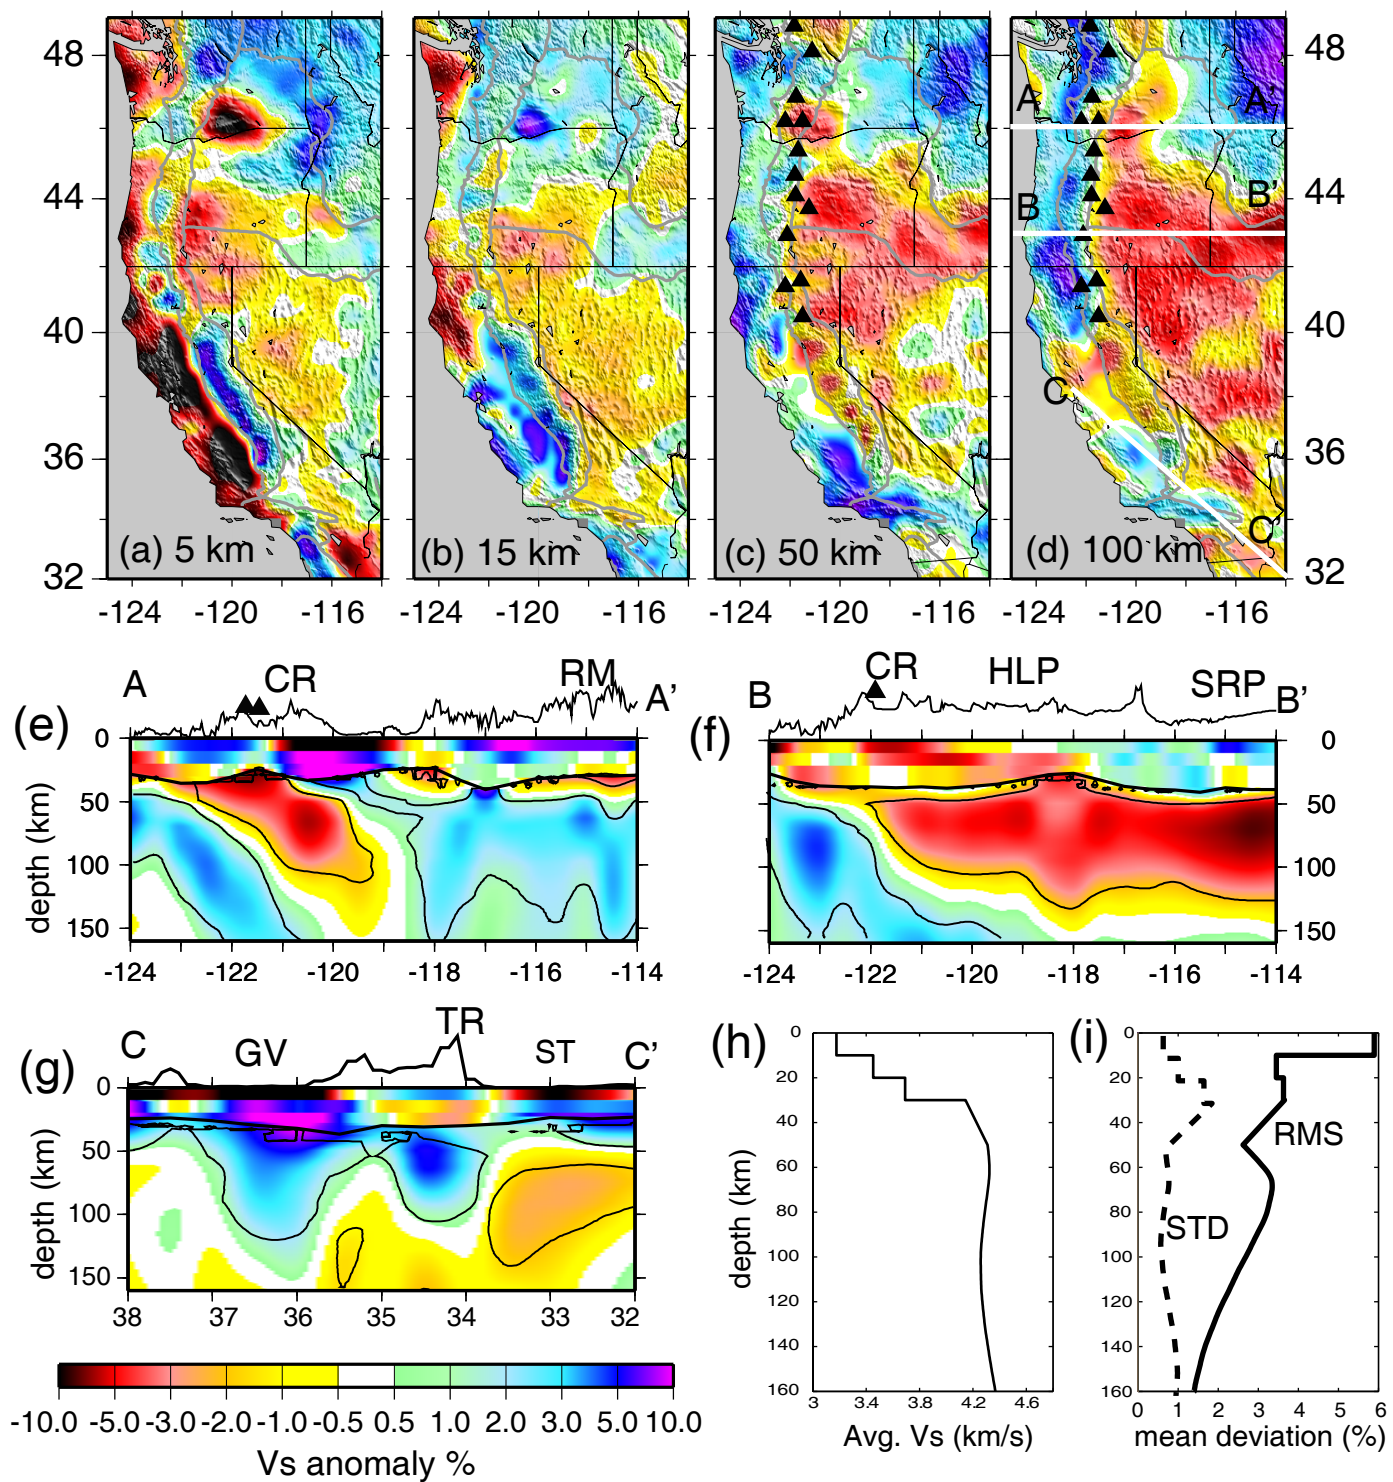 48
44
40
36
32
(a) 5 km
(b) 15 km
(c) 50 km
(d) 100 km
A
A'
B
B'
C
C'
48
44
40
36
32
-124 -120 -116
-124 -120 -116
-124 -120 -116
-124 -120 -116
(e)
A CR RM A'
0
50
100
150
depth (km)
-124 -122 -120 -118 -116 -114
(f)
B CR HLP SRP B'
0
50
100
150
-124 -122 -120 -118 -116 -114
(g)
C GV TR ST C'
0
50
100
150
depth (km)
38 37 36 35 34 33 32
(h)
0
20
40
60
80
100
120
140
160
depth (km)
3 3.4 3.8 4.2 4.6
Avg. Vs (km/s)
(i)
0
20
40
60
80
100
120
140
160
RMS
STD
0 1 2 3 4 5 6
mean deviation (%)
-10.0 -5.0 -3.0 -2.0 -1.0 -0.5 0.5 1.0 2.0 3.0 5.0 10.0
Vs anomaly %